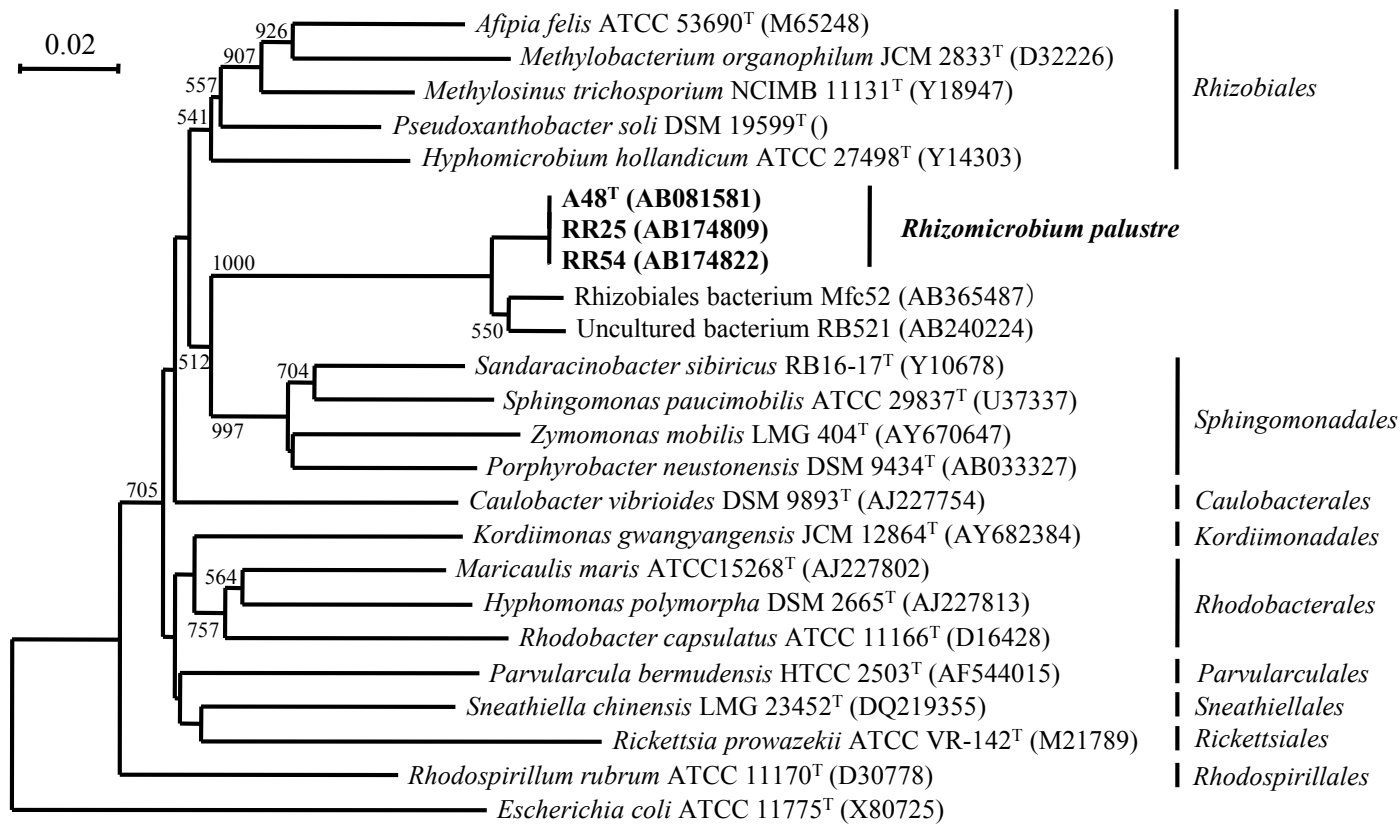 0.02
926
Afipia felis ATCC 53690ᵀ (M65248)
907
Methylobacterium organophilum JCM 2833ᵀ (D32226)
557
Methylosinus trichosporium NCIMB 11131ᵀ (Y18947)
541
Pseudoxanthobacter soli DSM 19599ᵀ ()
Hyphomicrobium hollandicum ATCC 27498ᵀ (Y14303)
Rhizobiales
A48ᵀ (AB081581)
RR25 (AB174809)
RR54 (AB174822)
Rhizomicrobium palustre
1000
Rhizobiales bacterium Mfc52 (AB365487）
550
Uncultured bacterium RB521 (AB240224)
512
704
Sandaracinobacter sibiricus RB16-17ᵀ (Y10678)
Sphingomonas paucimobilis ATCC 29837ᵀ (U37337)
997
Zymomonas mobilis LMG 404ᵀ (AY670647)
Porphyrobacter neustonensis DSM 9434ᵀ (AB033327)
Sphingomonadales
705
Caulobacter vibrioides DSM 9893ᵀ (AJ227754)
Caulobacterales
Kordiimonas gwangyangensis JCM 12864ᵀ (AY682384)
Kordiimonadales
564
Maricaulis maris ATCC15268ᵀ (AJ227802)
Hyphomonas polymorpha DSM 2665ᵀ (AJ227813)
757
Rhodobacter capsulatus ATCC 11166ᵀ (D16428)
Rhodobacterales
Parvularcula bermudensis HTCC 2503ᵀ (AF544015)
Parvularculales
Sneathiella chinensis LMG 23452ᵀ (DQ219355)
Sneathiellales
Rickettsia prowazekii ATCC VR-142ᵀ (M21789)
Rickettsiales
Rhodospirillum rubrum ATCC 11170ᵀ (D30778)
Rhodospirillales
Escherichia coli ATCC 11775ᵀ (X80725)